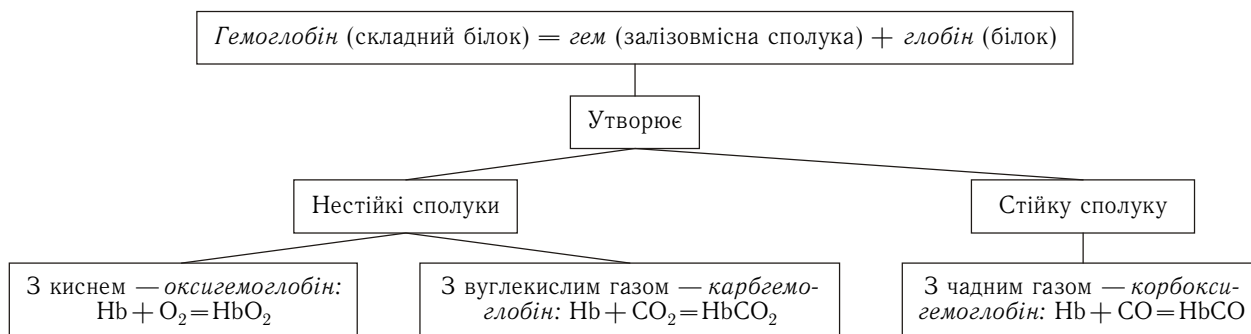 Гемоглобін (складний білок) = гем (залізовмісна сполука) + глобін (білок)
Утворює
Нестійкі сполуки
Стійку сполуку
З киснем — оксигемоглобін:
Hb + O₂=HbO₂
З вуглекислим газом — карбгемо-
глобін: Hb + CO₂=HbCO₂
З чадним газом — корбокси-
гемоглобін: Hb + CO=HbCO